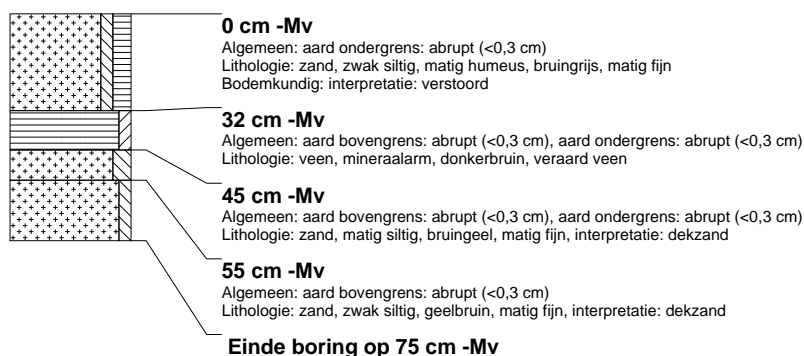 0 cm -Mv
Algemeen: aard ondergrens: abrupt (<0,3 cm)
Lithologie: zand, zwak siltig, matig humeus, bruingrijs, matig fijn
Bodemkundig: interpretatie: verstoord
32 cm -Mv
Algemeen: aard bovengrens: abrupt (<0,3 cm), aard ondergrens: abrupt (<0,3 cm)
Lithologie: veen, mineraalarm, donkerbruin, veraard veen
45 cm -Mv
Algemeen: aard bovengrens: abrupt (<0,3 cm), aard ondergrens: abrupt (<0,3 cm)
Lithologie: zand, matig siltig, bruingeel, matig fijn, interpretatie: dekzand
55 cm -Mv
Algemeen: aard bovengrens: abrupt (<0,3 cm)
Lithologie: zand, zwak siltig, geelbruin, matig fijn, interpretatie: dekzand
Einde boring op 75 cm -Mv